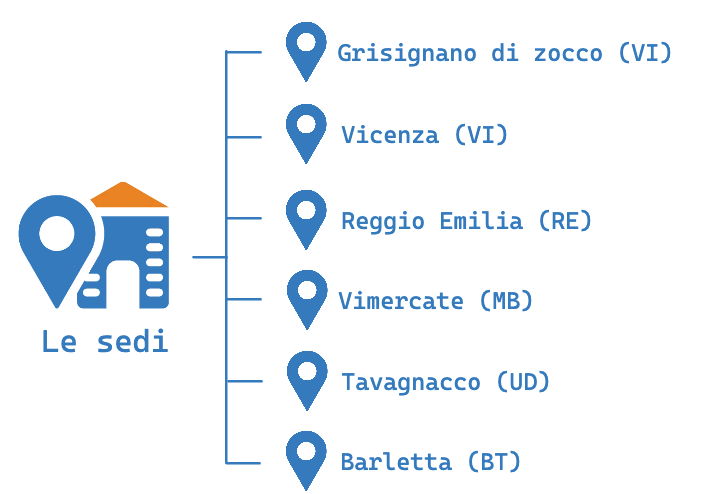 Grisignano di zocco (VI)
Vicenza (VI)
Reggio Emilia (RE)
Vimercate (MB)
Le sedi
Tavagnacco (UD)
Barletta (BT)